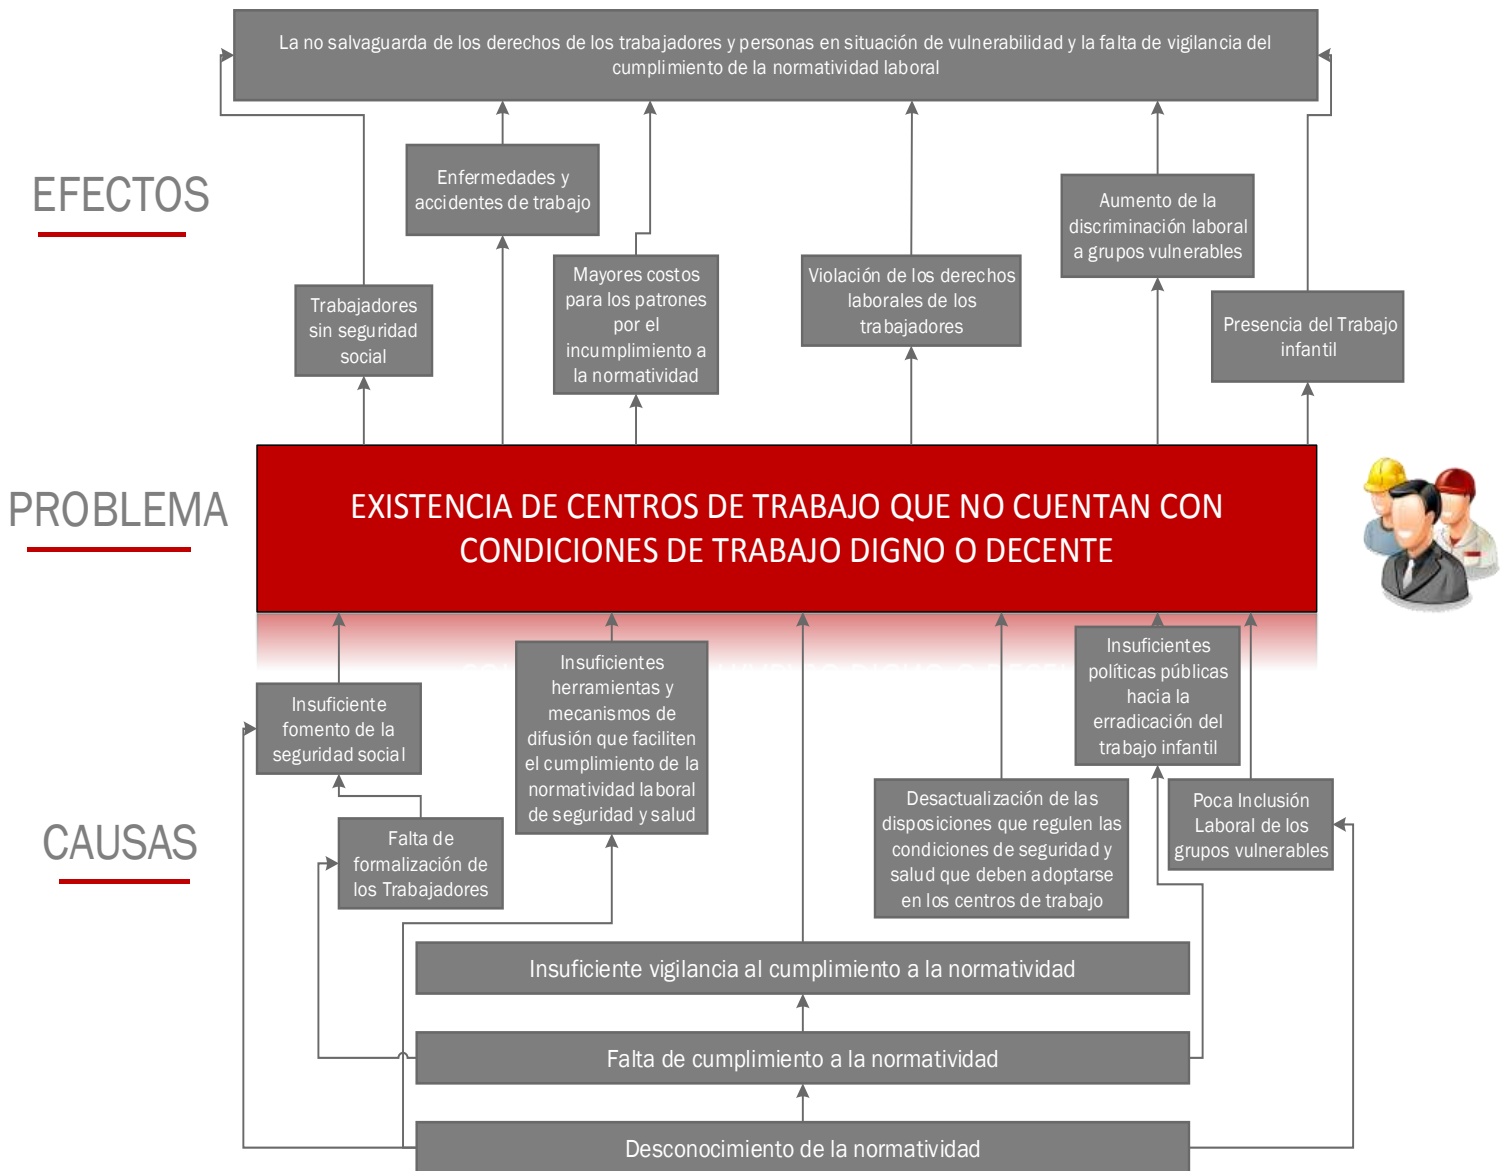 La no salvaguarda de los derechos de los trabajadores y personas en situación de vulnerabilidad y la falta de vigilancia del
cumplimiento de la normatividad laboral
EFECTOS
Enfermedades y
accidentes de trabajo
Aumento de la
discriminación laboral
a grupos vulnerables
Trabajadores
sin seguridad
social
Mayores costos
para los patrones
por el
incumplimiento a
la normatividad
Violación de los derechos
laborales de los
trabajadores
Presencia del Trabajo
infantil
PROBLEMA
EXISTENCIA DE CENTROS DE TRABAJO QUE NO CUENTAN CON
CONDICIONES DE TRABAJO DIGNO O DECENTE
CAUSAS
Insuficiente
fomento de la
seguridad social
Insuficientes
herramientas y
mecanismos de
difusión que faciliten
el cumplimiento de la
normatividad laboral
de seguridad y salud
Insuficientes
políticas públicas
hacia la
erradicación del
trabajo infantil
Falta de
formalización de
los Trabajadores
Desactualización de las
disposiciones que regulen las
condiciones de seguridad y
salud que deben adoptarse
en los centros de trabajo
Poca Inclusión
Laboral de los
grupos vulnerables
Insuficiente vigilancia al cumplimiento a la normatividad
Falta de cumplimiento a la normatividad
Desconocimiento de la normatividad